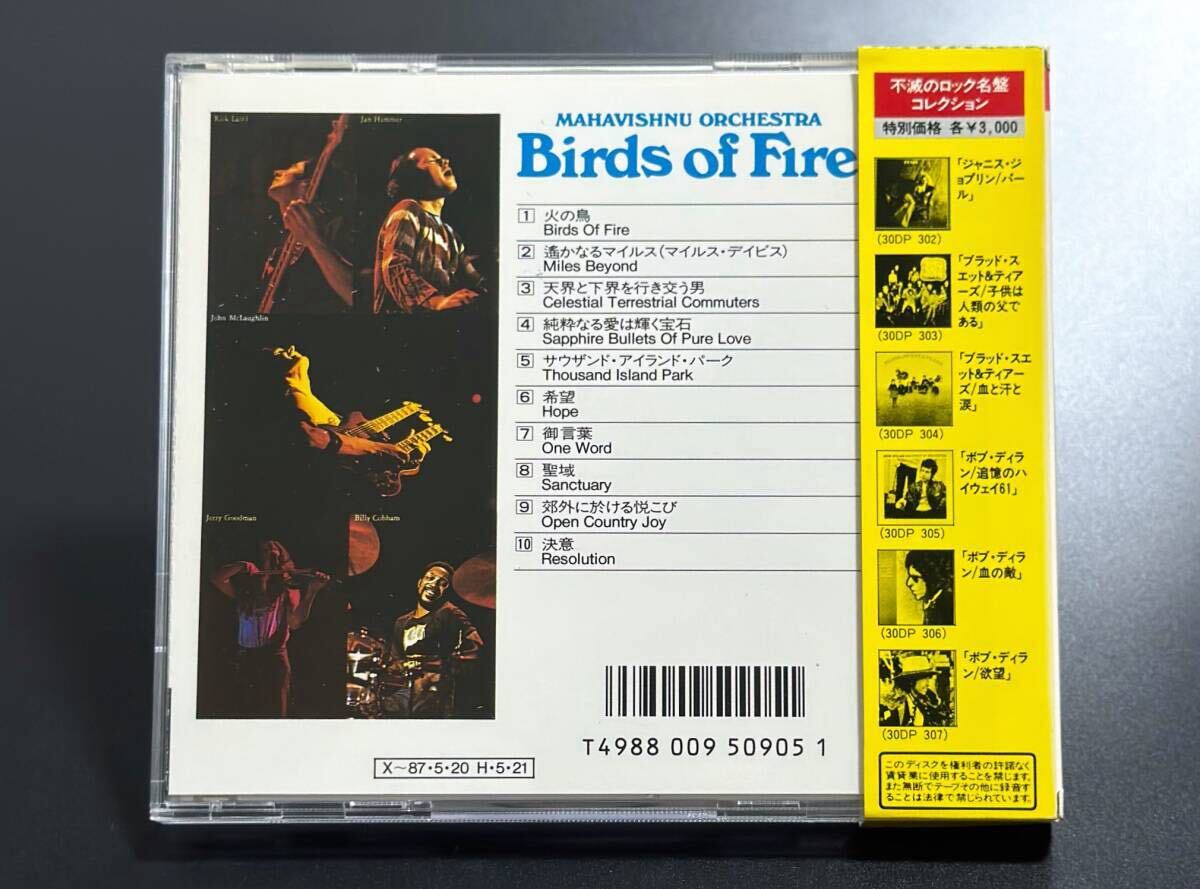 Rick Laird
Jan Hammer
John McLaughlin
Jerry Goodman
Billy Cobham
MAHAVISHNU ORCHESTRA
Birds of Fire
1 火の鳥
Birds Of Fire
2 遙かなるマイルス(マイルス・デイビス)
Miles Beyond
3 天界と下界を行き交う男
Celestial Terrestrial Commuters
4 純粋なる愛は輝く宝石
Sapphire Bullets Of Pure Love
5 サウザンド・アイランド・パーク
Thousand Island Park
6 希望
Hope
7 御言葉
One Word
8 聖域
Sanctuary
9 郊外に於ける悦こび
Open Country Joy
10 決意
Resolution
T4988 009 50905 1
X〜87・5・20 H・5・21
不滅のロック名盤
コレクション
特別価格 各¥3,000
「ジャニス・ジ
ョプリン/パー
ル」
(30DP 302)
「ブラッド・ス
エット&ティア
ーズ/子供は
人類の父で
ある」
(30DP 303)
「ブラッド・スエ
ット&ティアー
ズ/血と汗と
涙」
(30DP 304)
「ボブ・ディラ
ン/追憶のハ
イウェイ61」
(30DP 305)
「ボブ・ディラ
ン/血の轍」
(30DP 306)
「ボブ・ディラ
ン/欲望」
(30DP 307)
このディスクを権利者の許諾なく
賃貸業に使用することを禁じます。
また無断でテープその他に録音す
ることは法律で禁じられています。